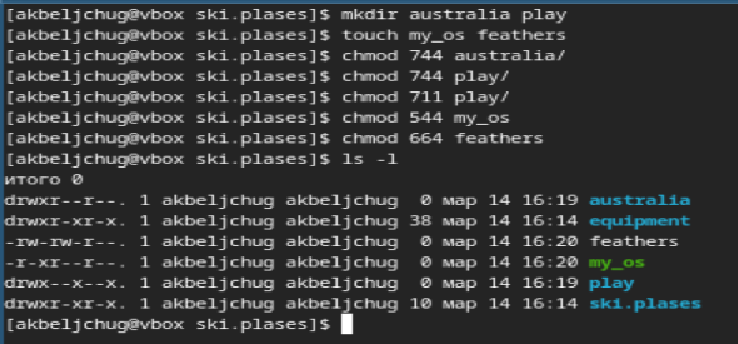 [akbeljchug@vbox ski.plases]$ mkdir australia play
[akbeljchug@vbox ski.plases]$ touch my_os feathers
[akbeljchug@vbox ski.plases]$ chmod 744 australia/
[akbeljchug@vbox ski.plases]$ chmod 744 play/
[akbeljchug@vbox ski.plases]$ chmod 711 play/
[akbeljchug@vbox ski.plases]$ chmod 544 my_os
[akbeljchug@vbox ski.plases]$ chmod 664 feathers
[akbeljchug@vbox ski.plases]$ ls -l
итого 0
drwxr--r--. 1 akbeljchug akbeljchug  0 мар 14 16:19 australia
drwxr-xr-x. 1 akbeljchug akbeljchug 38 мар 14 16:14 equipment
-rw-rw-r--. 1 akbeljchug akbeljchug  0 мар 14 16:20 feathers
-r-xr--r--. 1 akbeljchug akbeljchug  0 мар 14 16:20 my_os
drwx--x--x. 1 akbeljchug akbeljchug  0 мар 14 16:19 play
drwxr-xr-x. 1 akbeljchug akbeljchug 10 мар 14 16:14 ski.plases
[akbeljchug@vbox ski.plases]$